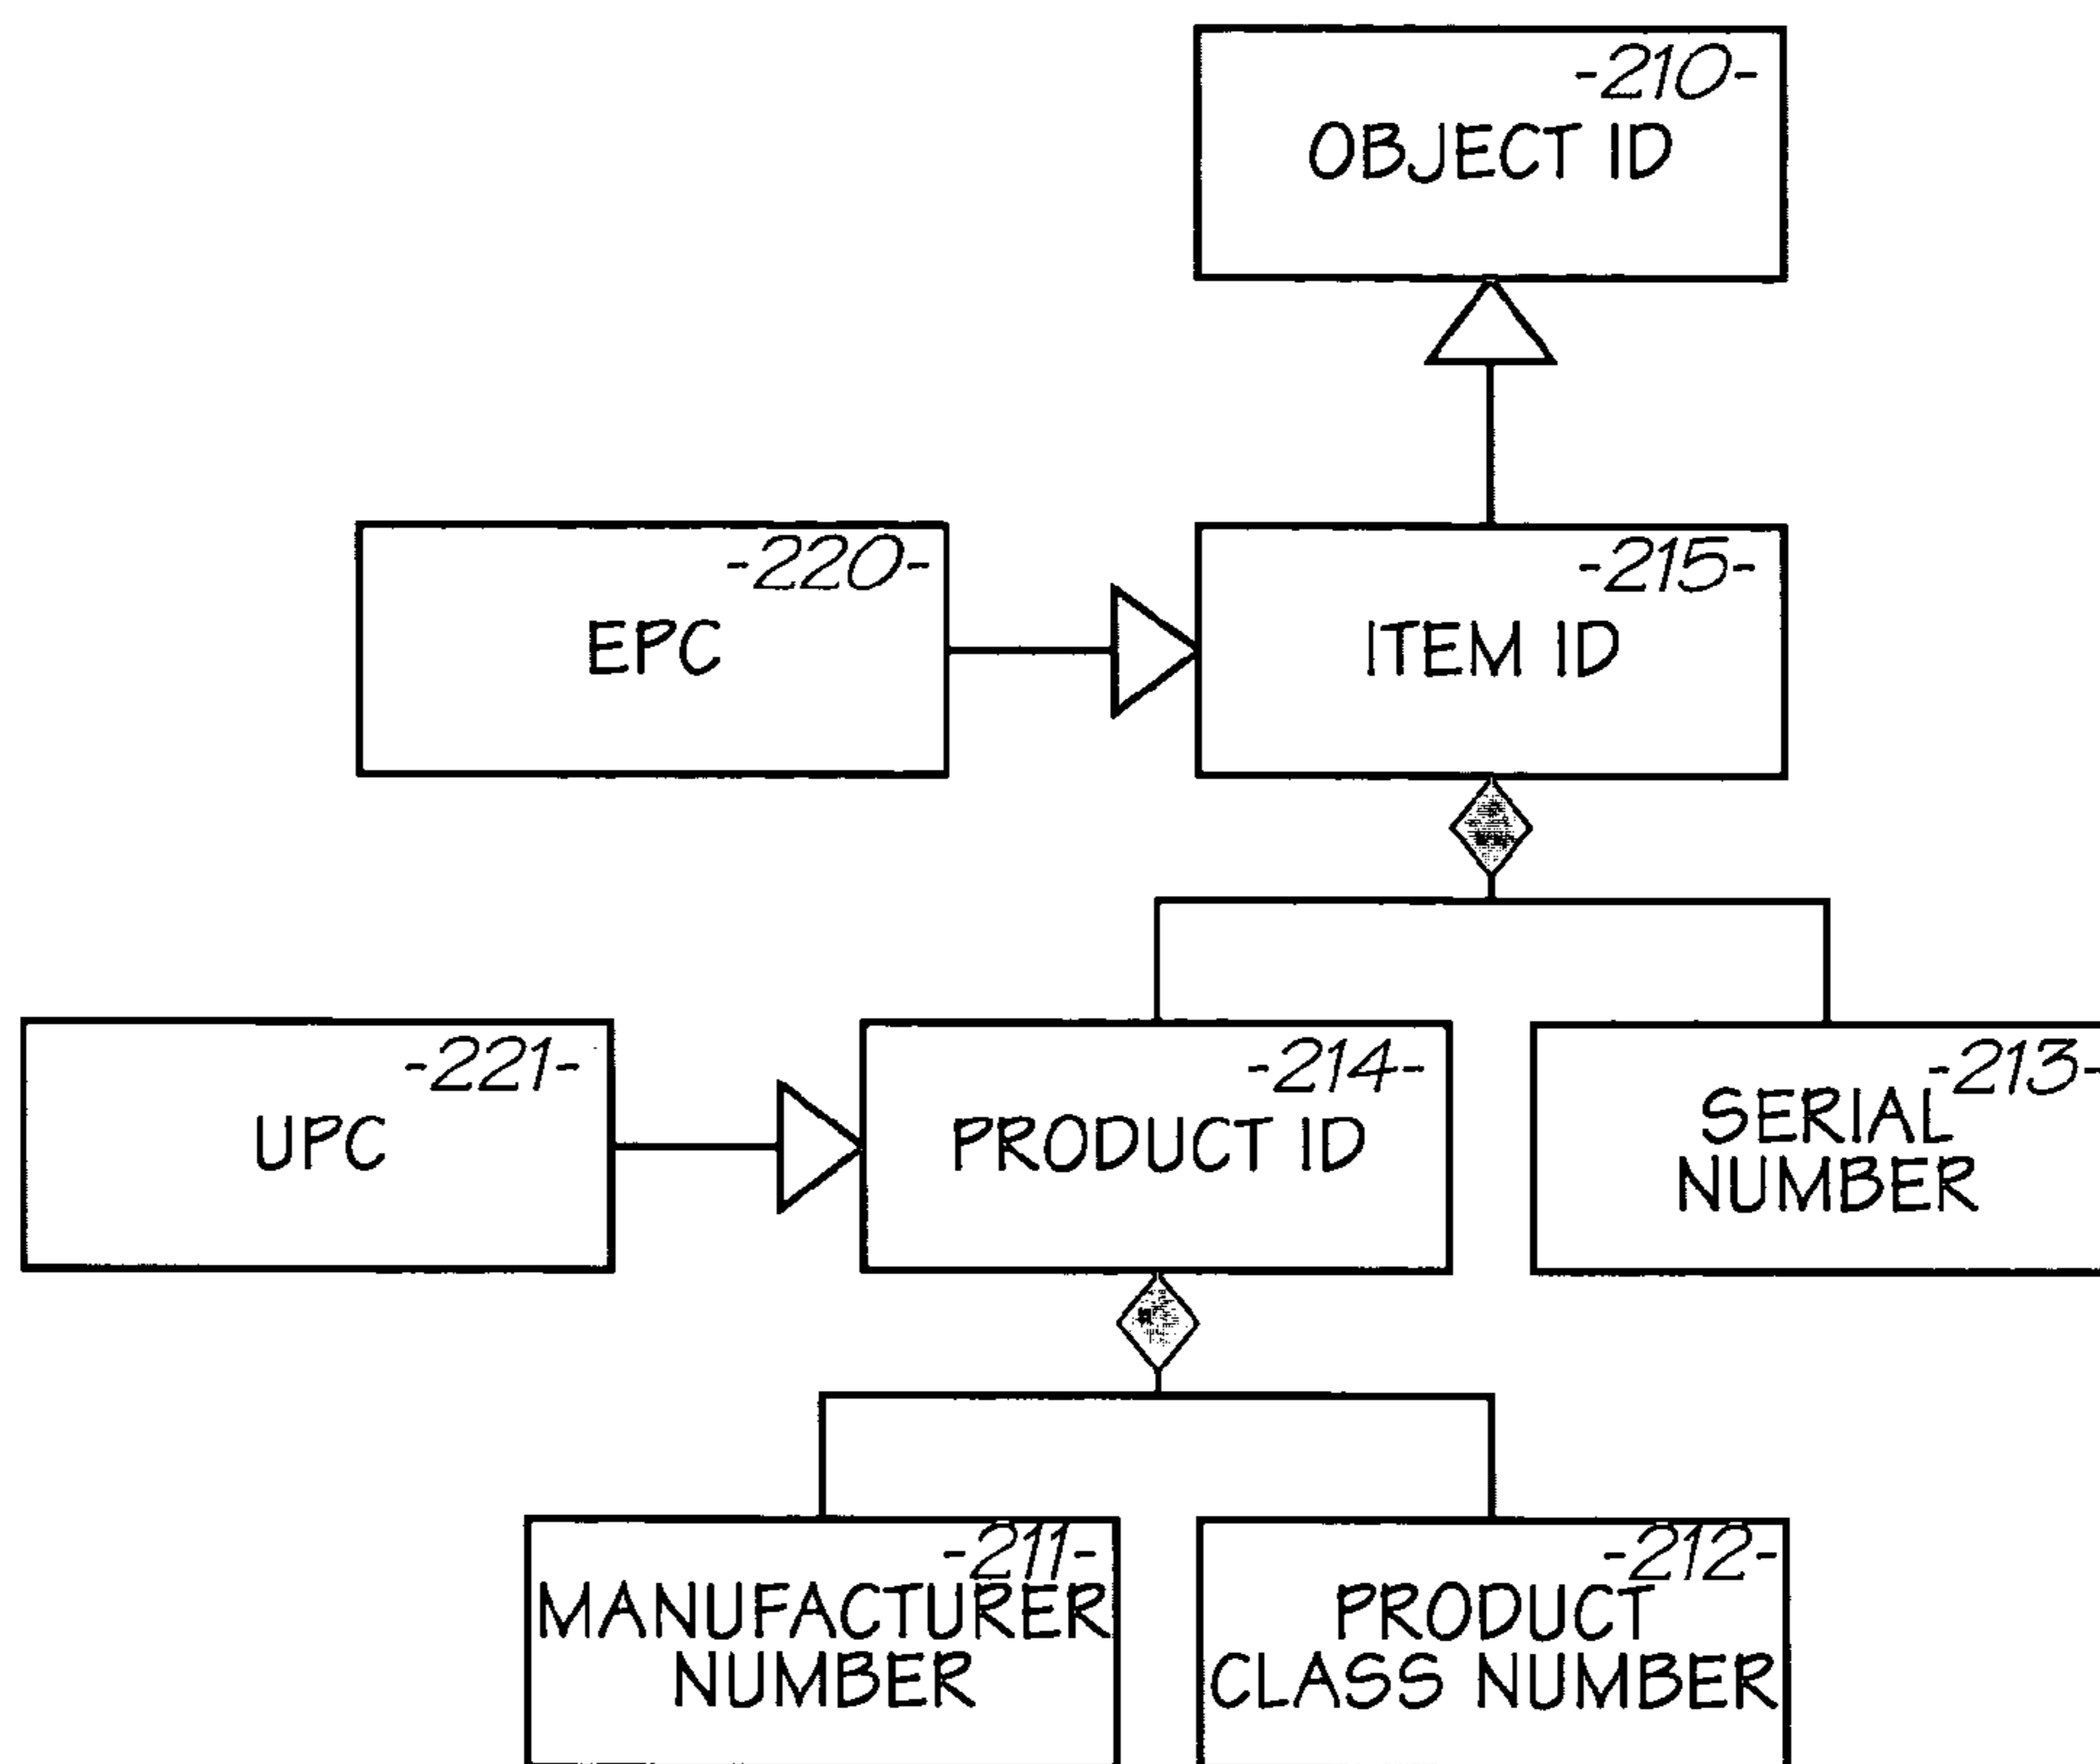 -210-
OBJECT ID
-220-
EPC
-215-
ITEM ID
-221-
UPC
-214-
PRODUCT ID
-213-
SERIAL
NUMBER
-211-
MANUFACTURER
NUMBER
-212-
PRODUCT
CLASS NUMBER